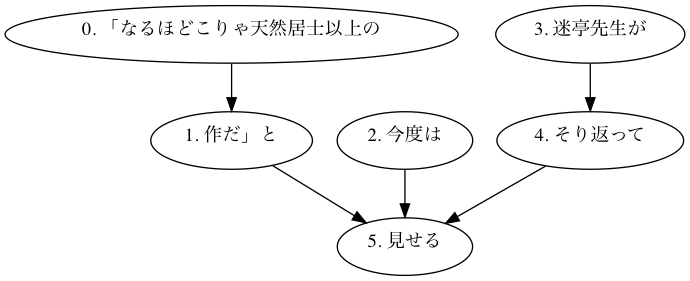 0. 「なるほどこりゃ天然居士以上の
3. 迷亭先生が
1. 作だ」と
2. 今度は
4. そり返って
5. 見せる